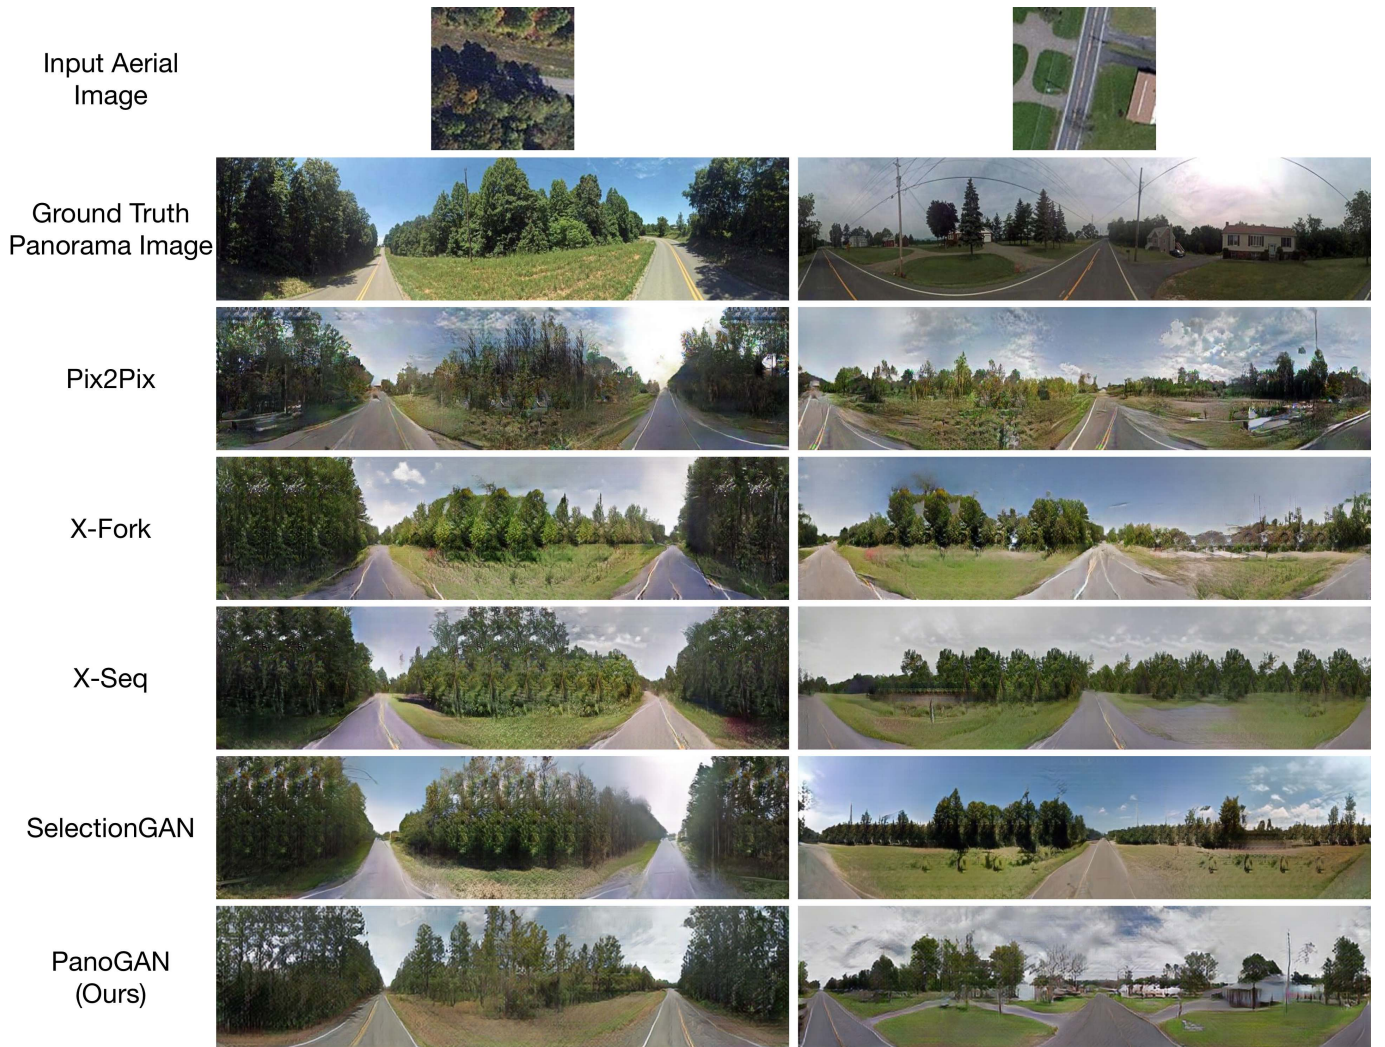 Input Aerial
Image
Ground Truth
Panorama Image
Pix2Pix
X-Fork
X-Seq
SelectionGAN
PanoGAN
(Ours)